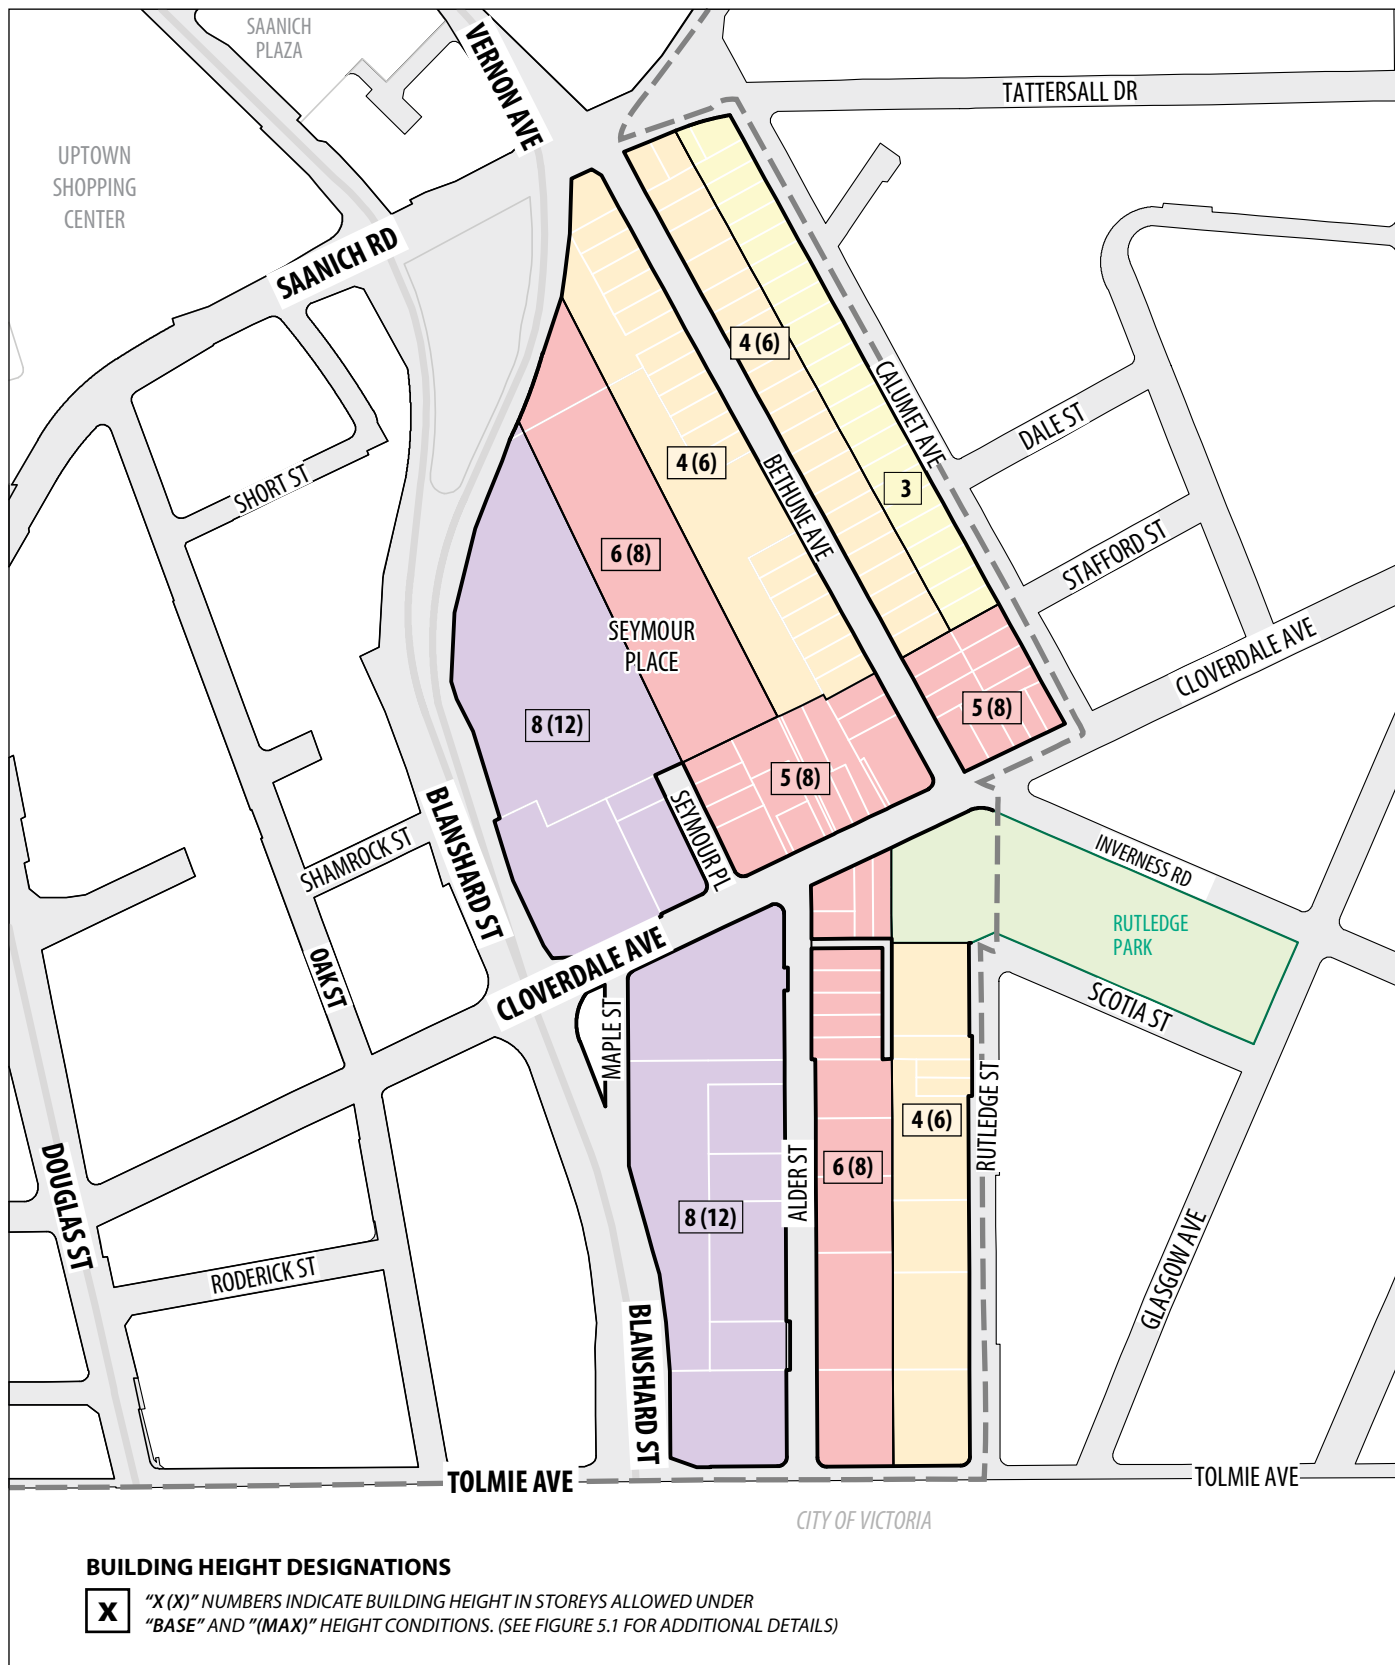 SAANICH
PLAZA
VERNON AVE
TATTERSALL DR
UPTOWN
SHOPPING
CENTER
SAANICH RD
4 (6)
CALUMET AVE
DALE ST
SHORT ST
4 (6)
BETHUNE AVE
3
6 (8)
STAFFORD ST
SEYMOUR
PLACE
CLOVERDALE AVE
8 (12)
5 (8)
5 (8)
SEYMOUR PL
BLANSHARD ST
SHAMROCK ST
INVERNESS RD
RUTLEDGE
PARK
OAK ST
CLOVERDALE AVE
SCOTIA ST
MAPLE ST
RUTLEDGE ST
4 (6)
DOUGLAS ST
6 (8)
ALDER ST
8 (12)
GLASGOW AVE
RODERICK ST
BLANSHARD ST
TOLMIE AVE
TOLMIE AVE
CITY OF VICTORIA
BUILDING HEIGHT DESIGNATIONS
X
"X (X)" NUMBERS INDICATE BUILDING HEIGHT IN STOREYS ALLOWED UNDER
"BASE" AND "(MAX)" HEIGHT CONDITIONS. (SEE FIGURE 5.1 FOR ADDITIONAL DETAILS)